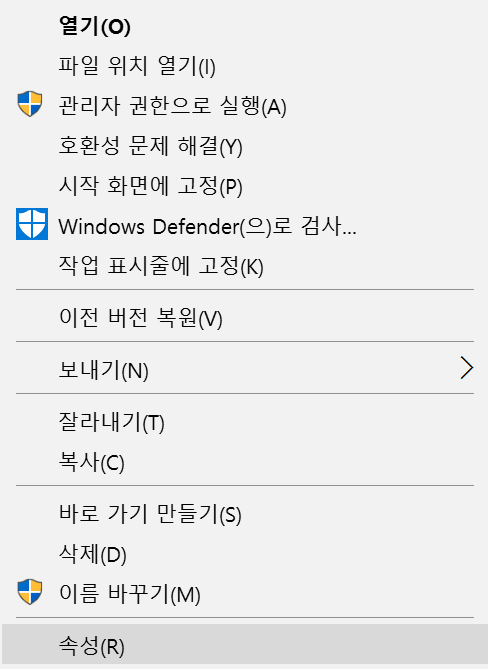 열기(O)
파일 위치 열기(I)
관리자 권한으로 실행(A)
호환성 문제 해결(Y)
시작 화면에 고정(P)
Windows Defender(으)로 검사...
작업 표시줄에 고정(K)
이전 버전 복원(V)
보내기(N)
잘라내기(T)
복사(C)
바로 가기 만들기(S)
삭제(D)
이름 바꾸기(M)
속성(R)